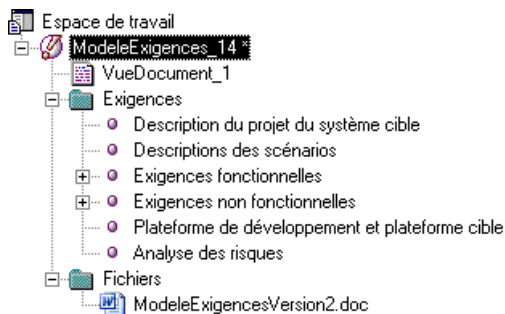 Espace de travail
ModeleExigences_14 *
VueDocument_1
Exigences
Description du projet du système cible
Descriptions des scénarios
Exigences fonctionnelles
Exigences non fonctionnelles
Plateforme de développement et plateforme cible
Analyse des risques
Fichiers
ModeleExigencesVersion2.doc